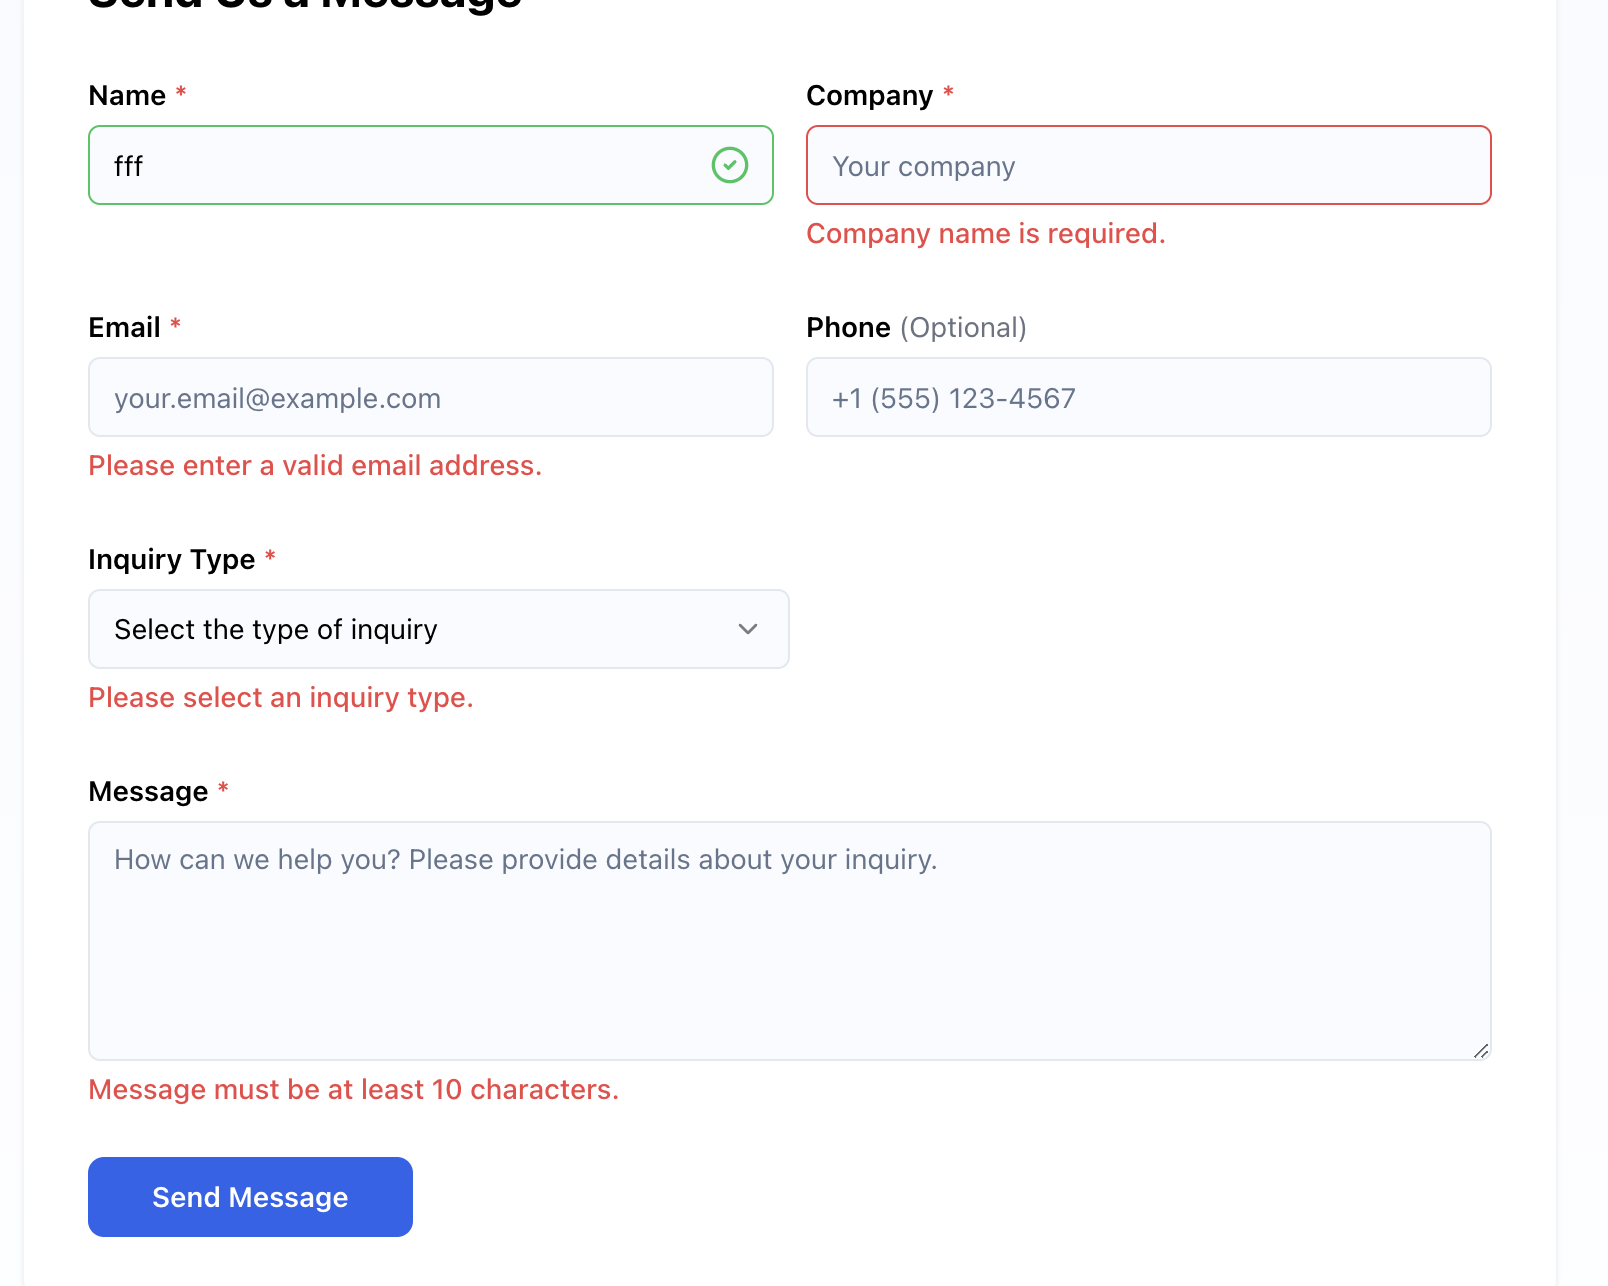 Send Us a Message
Name *
Company *
fff
Your company
Company name is required.
Email *
Phone (Optional)
your.email@example.com
+1 (555) 123-4567
Please enter a valid email address.
Inquiry Type *
Select the type of inquiry
Please select an inquiry type.
Message *
How can we help you? Please provide details about your inquiry.
Message must be at least 10 characters.
Send Message